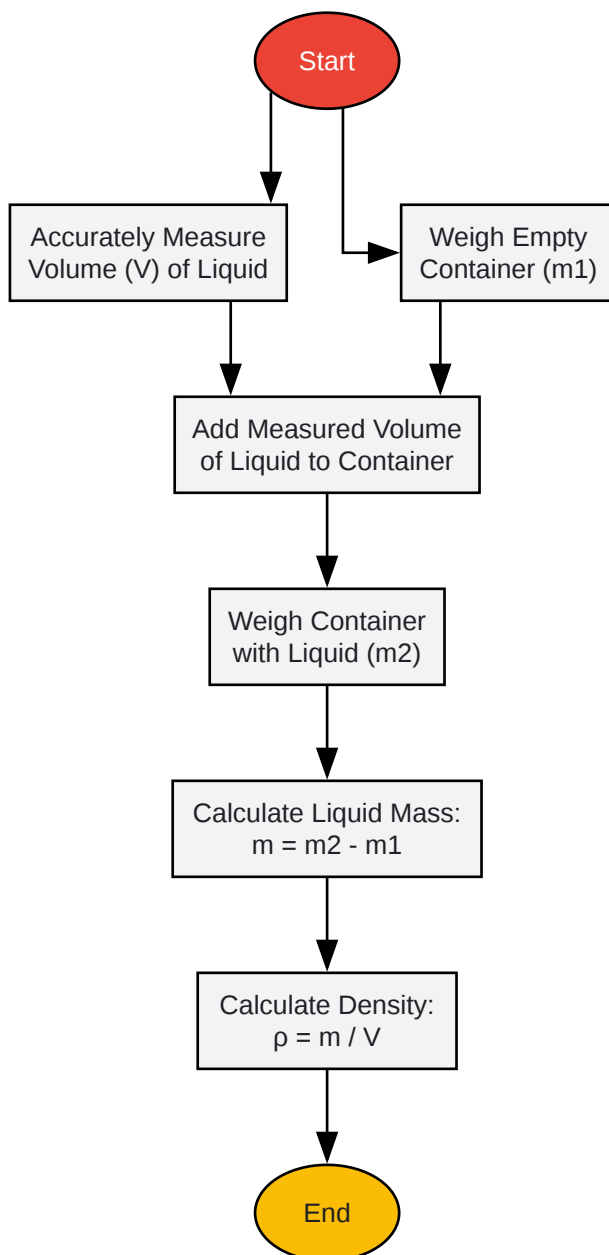 Start
Accurately Measure
Volume (V) of Liquid
Weigh Empty
Container (m1)
Add Measured Volume
of Liquid to Container
Weigh Container
with Liquid (m2)
Calculate Liquid Mass:
m = m2 - m1
Calculate Density:
ρ = m / V
End